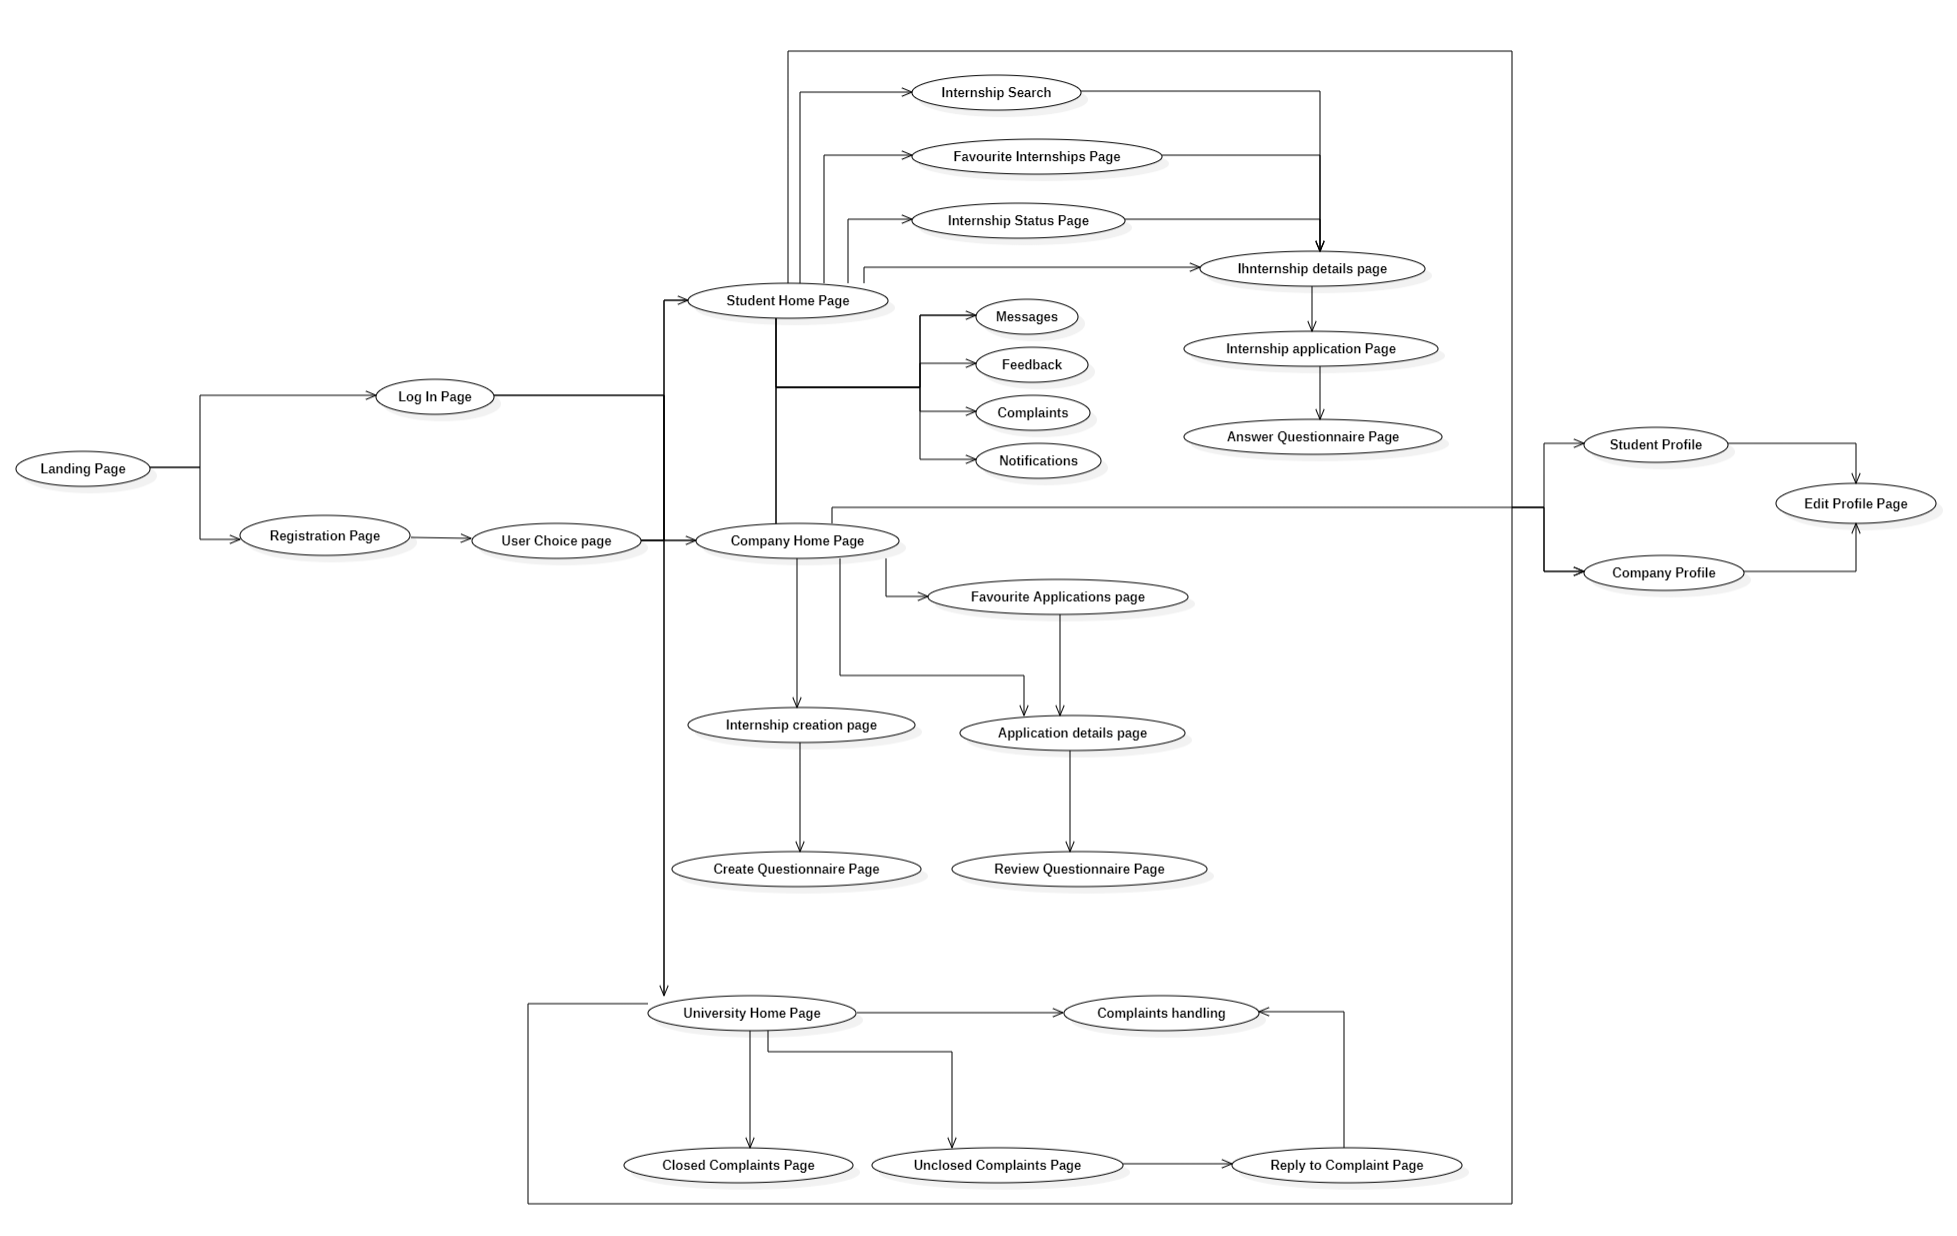 Internship Search
Favourite Internships Page
Internship Status Page
Ihnternship details page
Student Home Page
Messages
Internship application Page
Feedback
Log In Page
Complaints
Answer Questionnaire Page
Student Profile
Landing Page
Notifications
Edit Profile Page
Registration Page
User Choice page
Company Home Page
Company Profile
Favourite Applications page
Internship creation page
Application details page
Create Questionnaire Page
Review Questionnaire Page
University Home Page
Complaints handling
Closed Complaints Page
Unclosed Complaints Page
Reply to Complaint Page